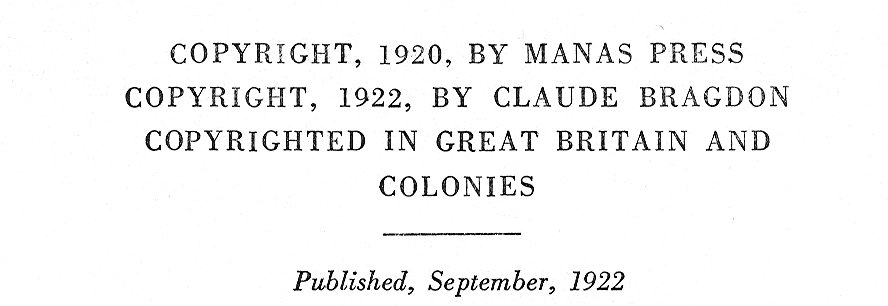 COPYRIGHT, 1920, BY MANAS PRESS
COPYRIGHT, 1922, BY CLAUDE BRAGDON
COPYRIGHTED IN GREAT BRITAIN AND
COLONIES
Published, September, 1922